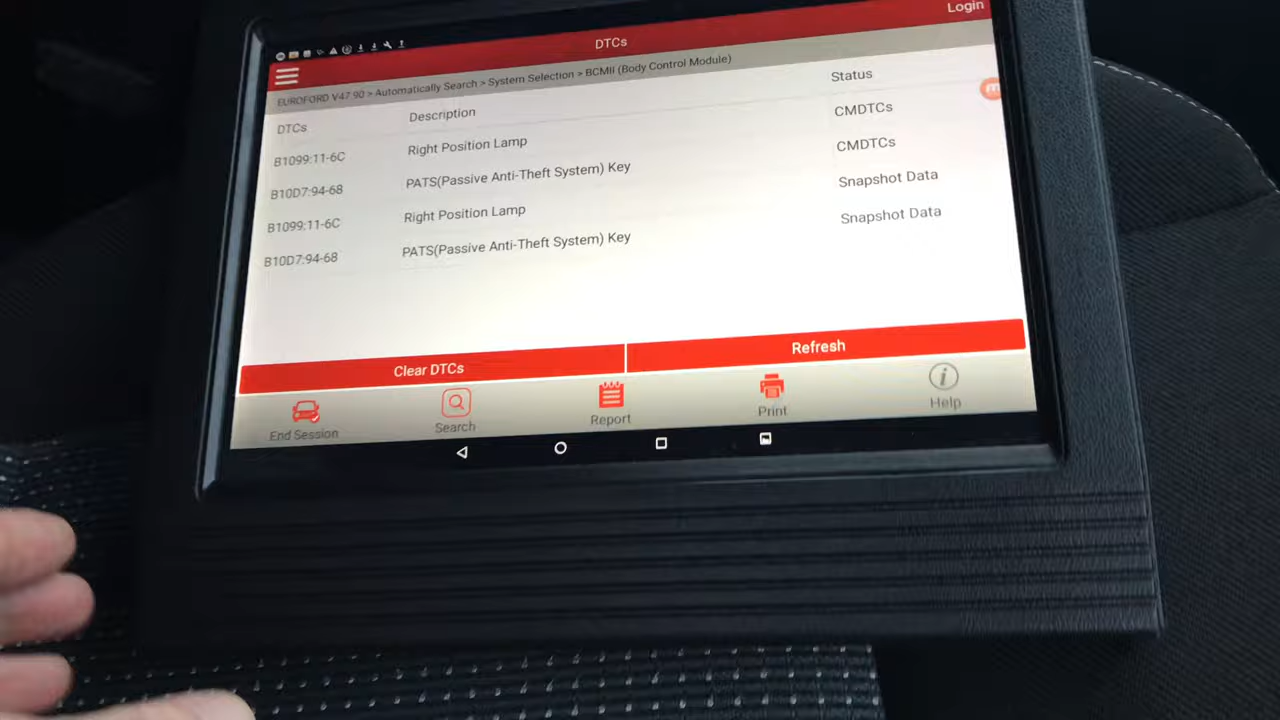 Login
DTCs
EUROFORD V47.90 > Automatically Search > System Selection > BCMII (Body Control Module)
DTCs Description Status
B1099:11-6C Right Position Lamp CMDTCs
B10D7:94-68 PATS(Passive Anti-Theft System) Key CMDTCs
B1099:11-6C Right Position Lamp Snapshot Data
B10D7:94-68 PATS(Passive Anti-Theft System) Key Snapshot Data
Clear DTCs Refresh
End Session Search Report Print Help